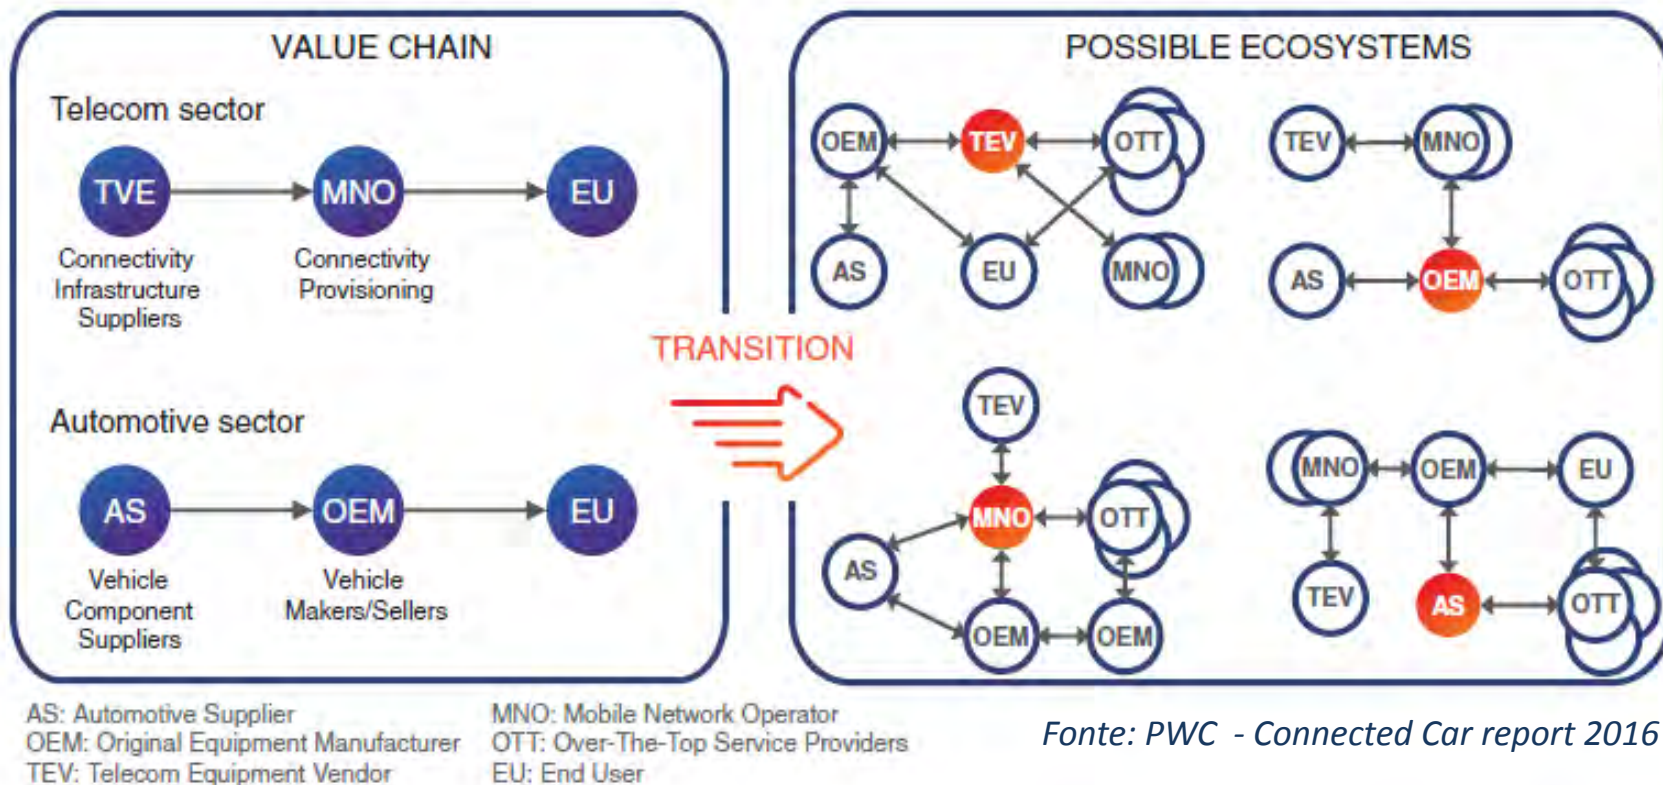 VALUE CHAIN
Telecom sector
TVE
MNO
EU
Connectivity
Infrastructure
Suppliers
Connectivity
Provisioning
Automotive sector
AS
OEM
EU
Vehicle
Component
Suppliers
Vehicle
Makers/Sellers
TRANSITION
POSSIBLE ECOSYSTEMS
OEM
TEV
OTT
AS
EU
MNO
TEV
MNO
AS
OEM
OTT
TEV
MNO
OTT
AS
OEM
OEM
MNO
OEM
EU
TEV
AS
OTT
AS: Automotive Supplier
OEM: Original Equipment Manufacturer
TEV: Telecom Equipment Vendor
MNO: Mobile Network Operator
OTT: Over-The-Top Service Providers
EU: End User
Fonte: PWC - Connected Car report 2016